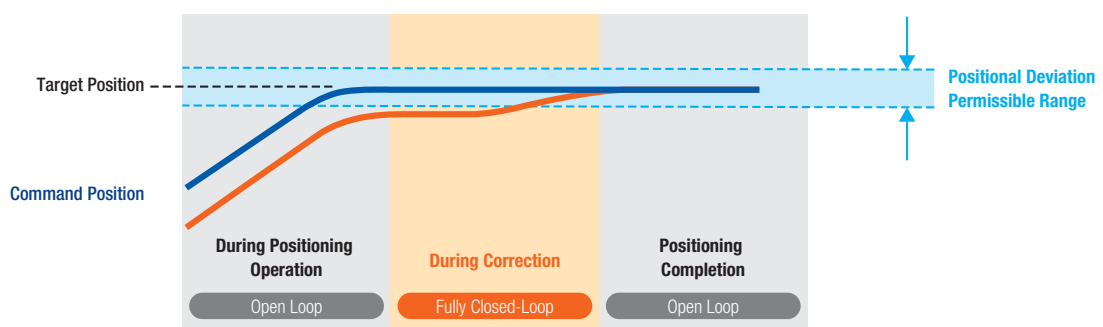 Target Position
Positional Deviation
Permissible Range
Command Position
During Positioning
Operation
During Correction
Positioning
Completion
Open Loop
Fully Closed-Loop
Open Loop